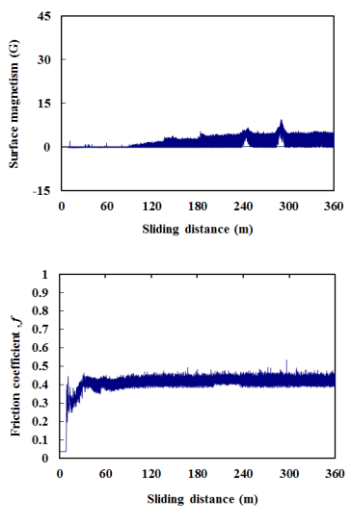 45
30
15
0
-15
Surface magnetism (G)
0 60 120 180 240 300 360
Sliding distance (m)
1
0.9
0.8
0.7
0.6
0.5
0.4
0.3
0.2
0.1
0
Friction coefficient ,f
0 60 120 180 240 300 360
Sliding distance (m)